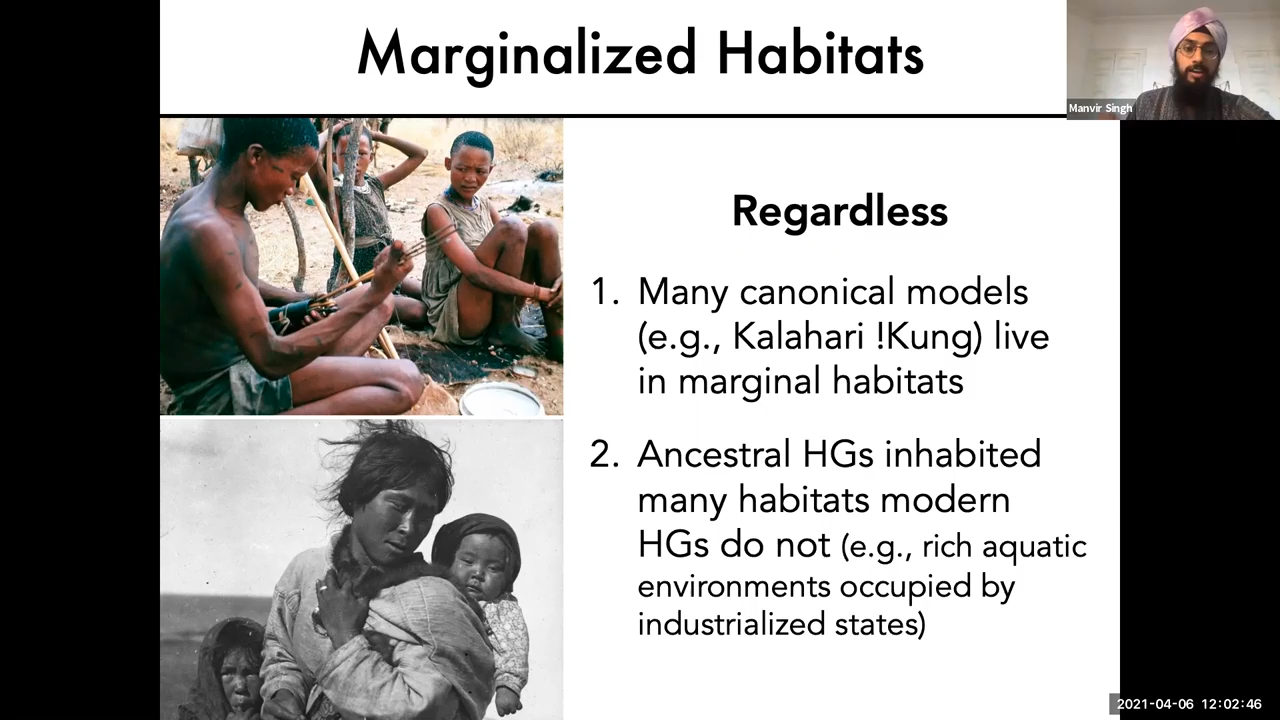 Marginalized Habitats
Manvir Singh
Regardless
1. Many canonical models
(e.g., Kalahari !Kung) live
in marginal habitats
2. Ancestral HGs inhabited
many habitats modern
HGs do not (e.g., rich aquatic
environments occupied by
industrialized states)
2021-04-06 12:02:46